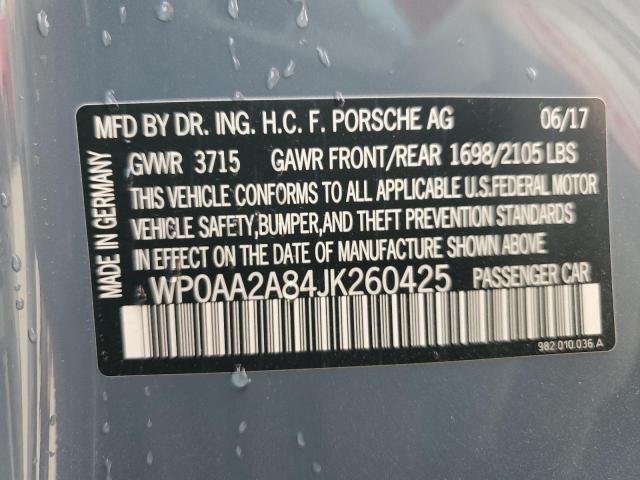 MFD BY DR. ING. H.C. F. PORSCHE AG 06/17
GVWR 3715 GAWR FRONT/REAR 1698/2105 LBS
THIS VEHICLE CONFORMS TO ALL APPLICABLE U.S. FEDERAL MOTOR
VEHICLE SAFETY, BUMPER, AND THEFT PREVENTION STANDARDS
IN EFFECT ON THE DATE OF MANUFACTURE SHOWN ABOVE
WP0AA2A84JK260425 PASSENGER CAR
982.010.036.A
MADE IN GERMANY